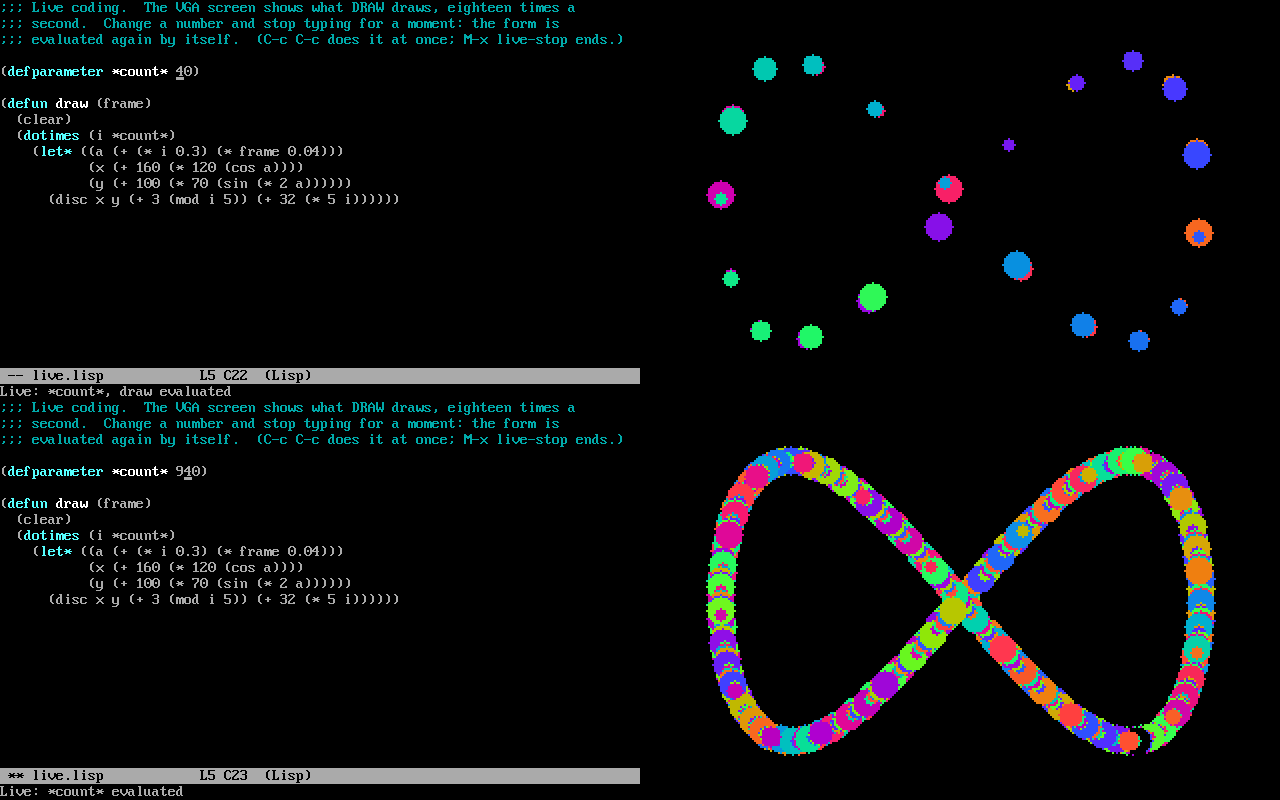 ;;; Live coding.  The VGA screen shows what DRAW draws, eighteen times a
;;; second.  Change a number and stop typing for a moment: the form is
;;; evaluated again by itself.  (C-c C-c does it at once; M-x live-stop ends.)

(defparameter *count* 40)

(defun draw (frame)
  (clear)
  (dotimes (i *count*)
    (let* ((a (+ (* i 0.3) (* frame 0.04)))
           (x (+ 160 (* 120 (cos a))))
           (y (+ 100 (* 70 (sin (* 2 a))))))
      (disc x y (+ 3 (mod i 5)) (+ 32 (* 5 i))))))
-- live.lisp            L5 C22  (Lisp)
Live: *count*, draw evaluated
;;; Live coding.  The VGA screen shows what DRAW draws, eighteen times a
;;; second.  Change a number and stop typing for a moment: the form is
;;; evaluated again by itself.  (C-c C-c does it at once; M-x live-stop ends.)

(defparameter *count* 940)

(defun draw (frame)
  (clear)
  (dotimes (i *count*)
    (let* ((a (+ (* i 0.3) (* frame 0.04)))
           (x (+ 160 (* 120 (cos a))))
           (y (+ 100 (* 70 (sin (* 2 a))))))
      (disc x y (+ 3 (mod i 5)) (+ 32 (* 5 i))))))
** live.lisp            L5 C23  (Lisp)
Live: *count* evaluated